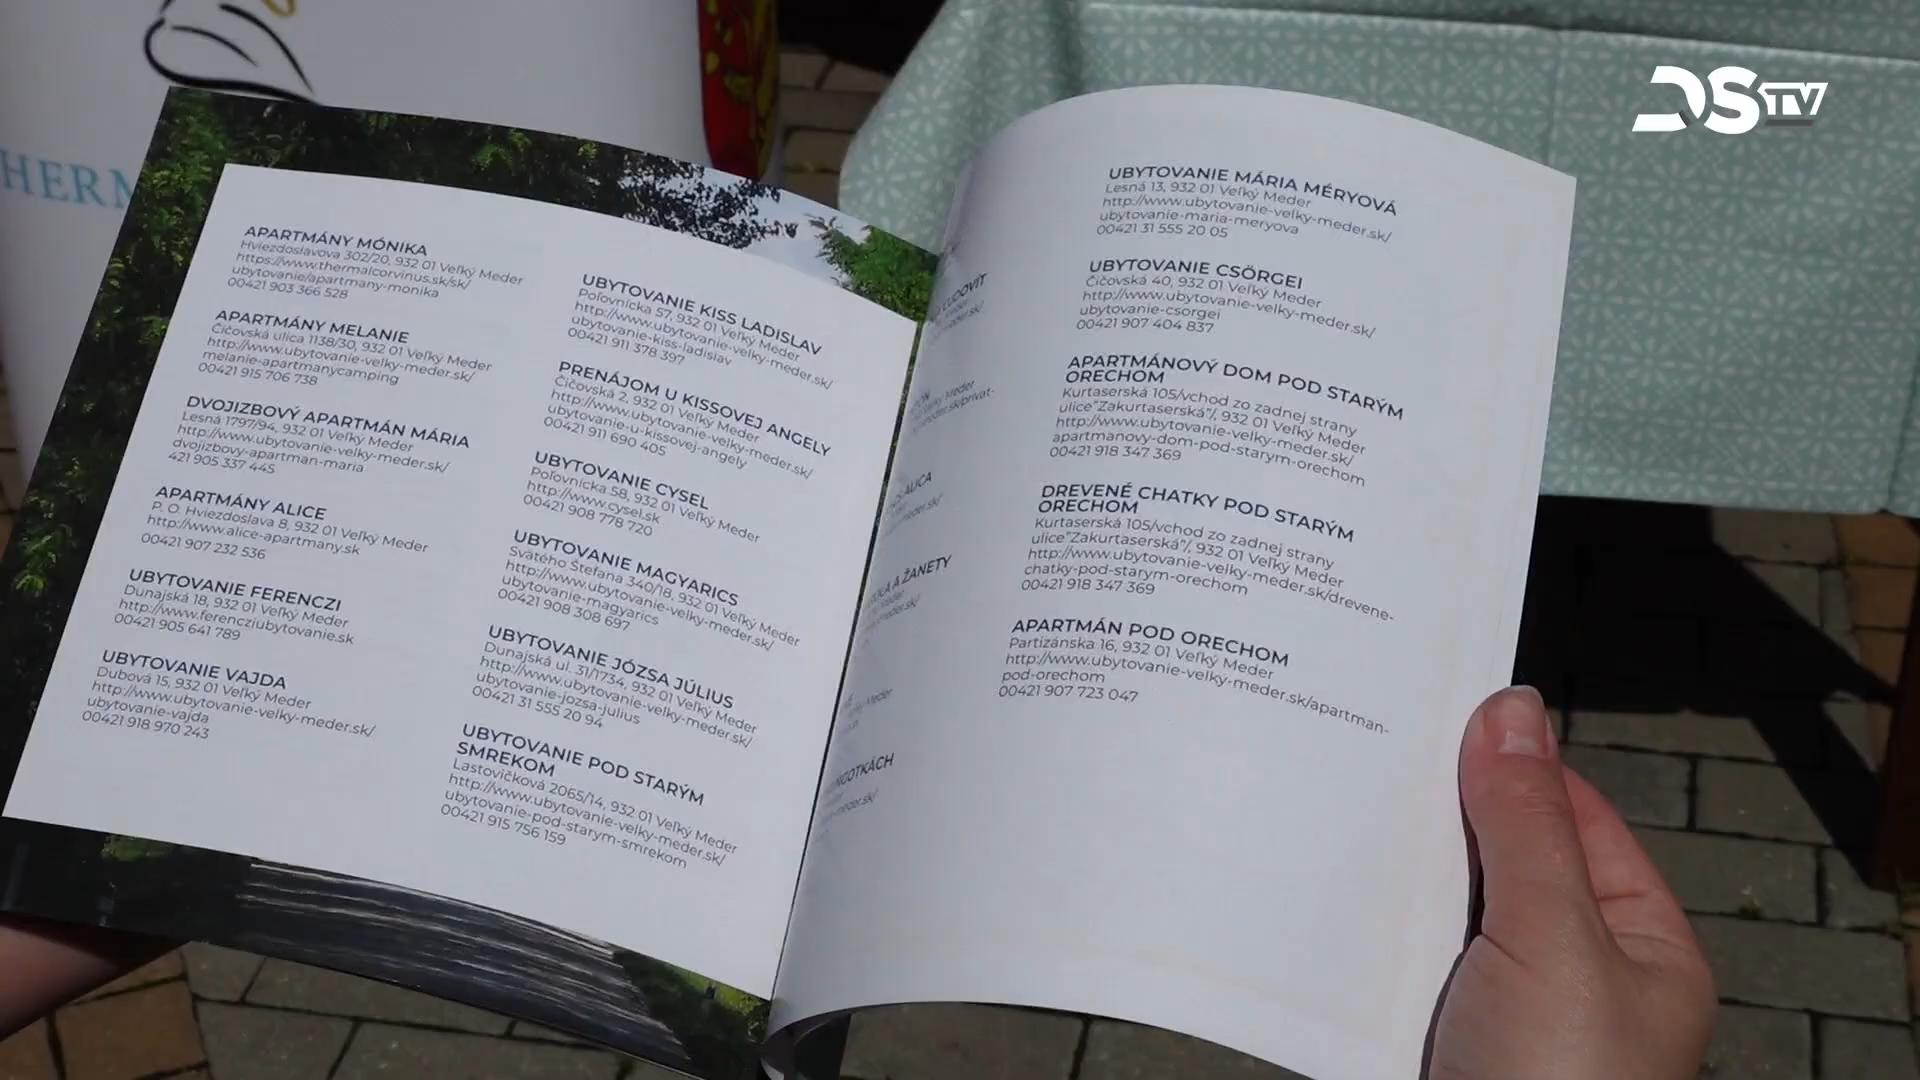 DSTV
HERM
APARTMÁNY MÓNIKA
Hviezdoslavova 302/20, 932 01 Veľký Meder
https://www.thermalcorvinus.sk/sk/
ubytovanie/apartmany-monika
00421 903 366 528
APARTMÁNY MELANIE
Čičovská ulica 1138/30, 932 01 Veľký Meder
http://www.ubytovanie-velky-meder.sk/
melanie-apartmanycamping
00421 915 706 738
DVOJIZBOVÝ APARTMÁN MÁRIA
Lesná 1797/94, 932 01 Veľký Meder
http://www.ubytovanie-velky-meder.sk/
dvojizbovy-apartman-maria
421 905 337 445
APARTMÁNY ALICE
P. O. Hviezdoslava 8, 932 01 Veľký Meder
http://www.alice-apartmany.sk
00421 907 232 536
UBYTOVANIE FERENCZI
Dunajská 18, 932 01 Veľký Meder
http://www.ferencziubytovanie.sk
00421 905 641 789
UBYTOVANIE VAJDA
Dubová 15, 932 01 Veľký Meder
http://www.ubytovanie-velky-meder.sk/
ubytovanie-vajda
00421 918 970 243
UBYTOVANIE KISS LADISLAV
Poľovnícka 57, 932 01 Veľký Meder
http://www.ubytovanie-velky-meder.sk/
ubytovanie-kiss-ladislav
00421 911 378 397
PRENÁJOM U KISSOVEJ ANGELY
Čičovská 2, 932 01 Veľký Meder
http://www.ubytovanie-velky-meder.sk/
ubytovanie-u-kissovej-angely
00421 911 690 405
UBYTOVANIE CYSEL
Poľovnícka 58, 932 01 Veľký Meder
http://www.cysel.sk
00421 908 778 720
UBYTOVANIE MAGYARICS
Svätého Štefana 340/18, 932 01 Veľký Meder
http://www.ubytovanie-velky-meder.sk/
ubytovanie-magyarics
00421 908 308 697
UBYTOVANIE JÓZSA JÚLIUS
Dunajská ul. 31/1734, 932 01 Veľký Meder
http://www.ubytovanie-velky-meder.sk/
ubytovanie-jozsa-julius
00421 31 555 20 94
UBYTOVANIE POD STARÝM
SMREKOM
Lastovičková 2065/14, 932 01 Veľký Meder
http://www.ubytovanie-velky-meder.sk/
ubytovanie-pod-starym-smrekom
00421 915 756 159
ĽUDOVÍT
meder.sk/
Meder
meder.sk/privat-
ALICA
meder.sk/
A ŽANETY
Meder
meder.sk/
Meder
meder.sk/
UBYTOVANIE MÁRIA MÉRYOVÁ
Lesná 13, 932 01 Veľký Meder
http://www.ubytovanie-velky-meder.sk/
ubytovanie-maria-meryova
00421 31 555 20 05
UBYTOVANIE CSÖRGEI
Čičovská 40, 932 01 Veľký Meder
http://www.ubytovanie-velky-meder.sk/
ubytovanie-csorgei
00421 907 404 837
APARTMÁNOVÝ DOM POD STARÝM
ORECHOM
Kurtaserská 105/vchod zo zadnej strany
ulice"Zakurtaserská"/, 932 01 Veľký Meder
http://www.ubytovanie-velky-meder.sk/
apartmanovy-dom-pod-starym-orechom
00421 918 347 369
DREVENÉ CHATKY POD STARÝM
ORECHOM
Kurtaserská 105/vchod zo zadnej strany
ulice"Zakurtaserská"/, 932 01 Veľký Meder
http://www.ubytovanie-velky-meder.sk/drevene-
chatky-pod-starym-orechom
00421 918 347 369
APARTMÁN POD ORECHOM
Partizánska 16, 932 01 Veľký Meder
http://www.ubytovanie-velky-meder.sk/apartman-
pod-orechom
00421 907 723 047